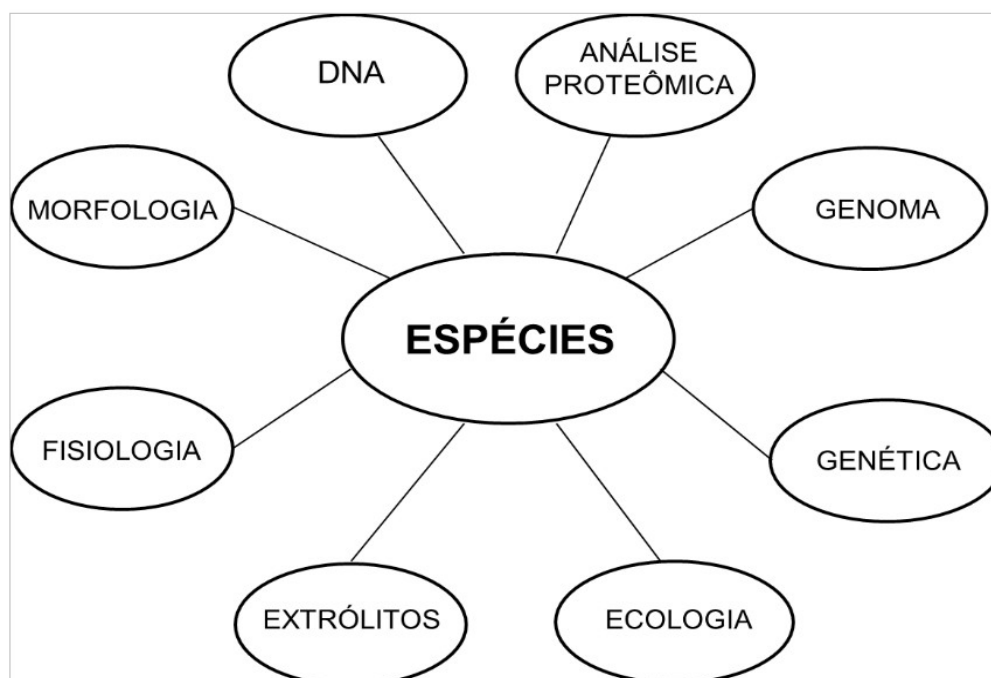 DNA
ANÁLISE
PROTEÔMICA
MORFOLOGIA
GENOMA
ESPÉCIES
FISIOLOGIA
GENÉTICA
EXTRÓLITOS
ECOLOGIA